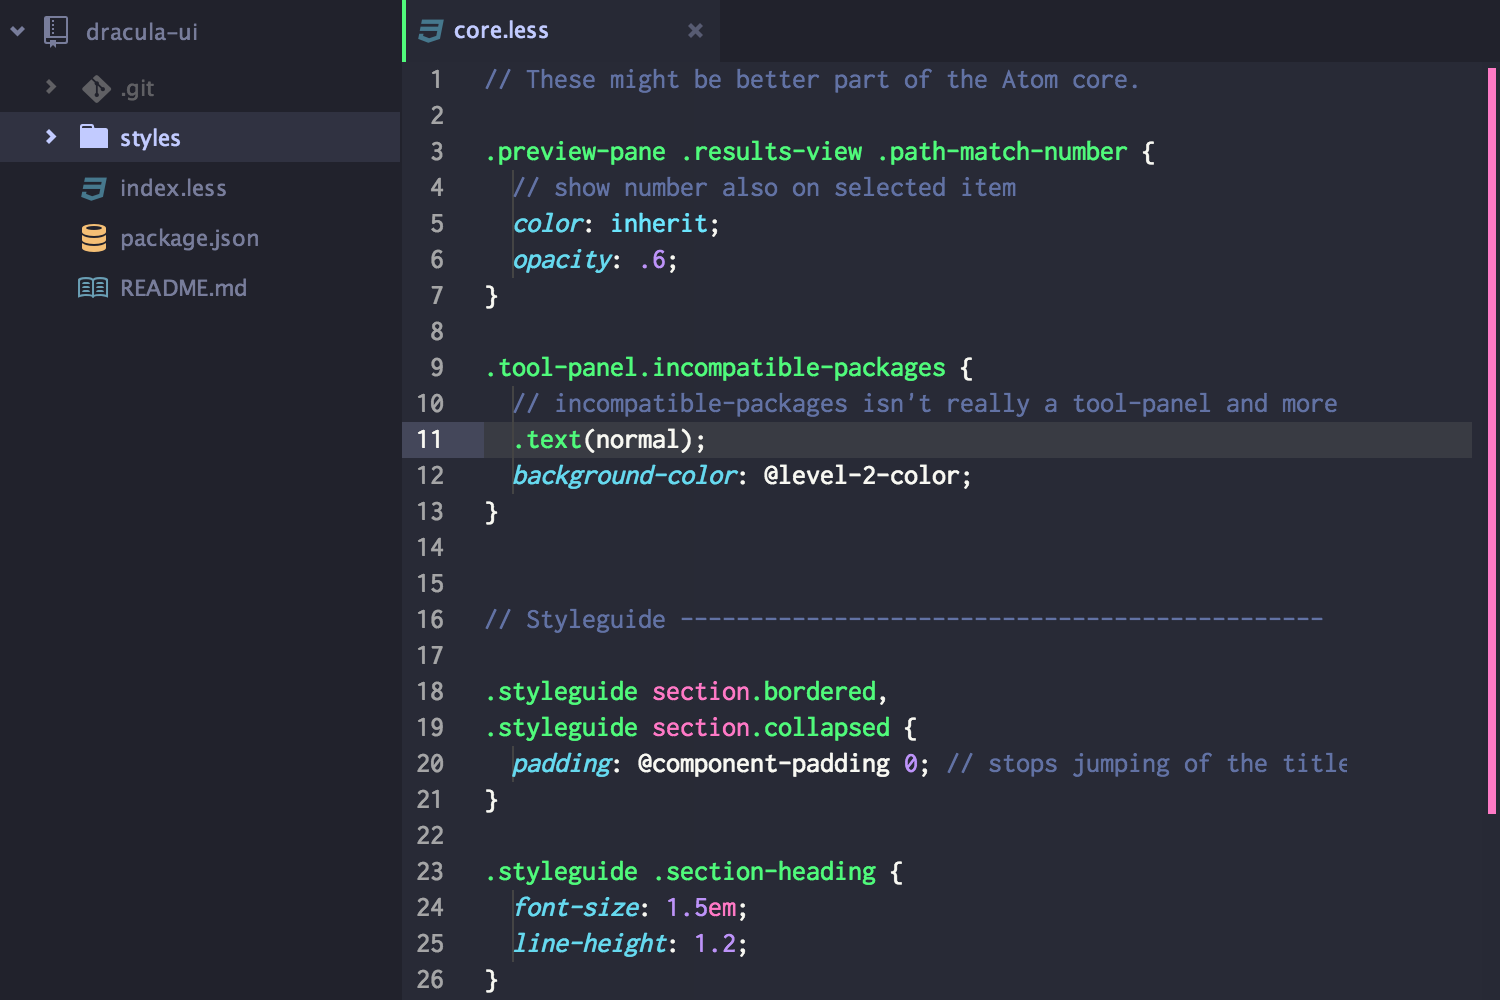 dracula-ui
.git
styles
index.less
package.json
README.md
core.less
1 // These might be better part of the Atom core.
2
3 .preview-pane .results-view .path-match-number {
4 // show number also on selected item
5 color: inherit;
6 opacity: .6;
7 }
8
9 .tool-panel.incompatible-packages {
10 // incompatible-packages isn't really a tool-panel and more
11 .text(normal);
12 background-color: @level-2-color;
13 }
14
15
16 // Styleguide ----------------------------------------------
17
18 .styleguide section.bordered,
19 .styleguide section.collapsed {
20 padding: @component-padding 0; // stops jumping of the title
21 }
22
23 .styleguide .section-heading {
24 font-size: 1.5em;
25 line-height: 1.2;
26 }